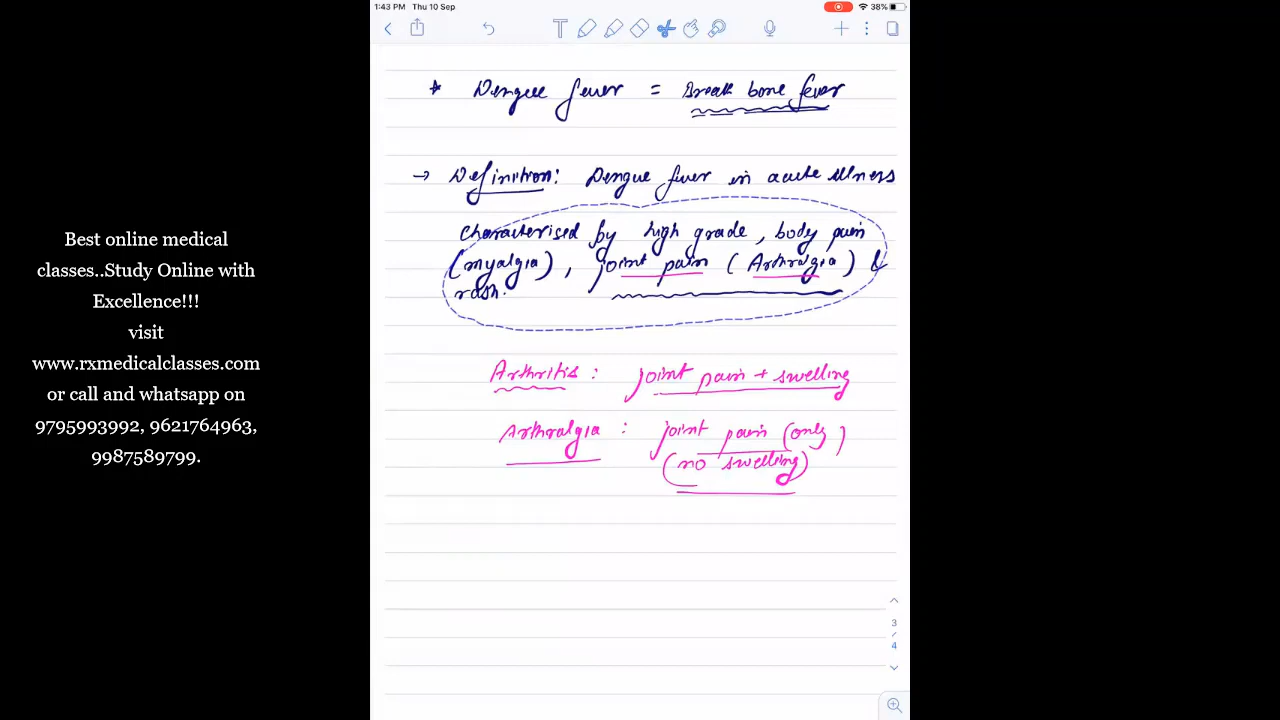 1:43 PM Thu 10 Sep
38%
* Dengue fever = Break bone fever
→ Definition: Dengue fever in acute illness
characterised by high grade, body pain
(myalgia), joint pain (Arthralgia) &
rash.
Arthritis: joint pain + swelling
Arthralgia: joint pain (only)
(no swelling)
Best online medical
classes..Study Online with
Excellence!!!
visit
www.rxmedicalclasses.com
or call and whatsapp on
9795993992, 9621764963,
9987589799.
3
/
4